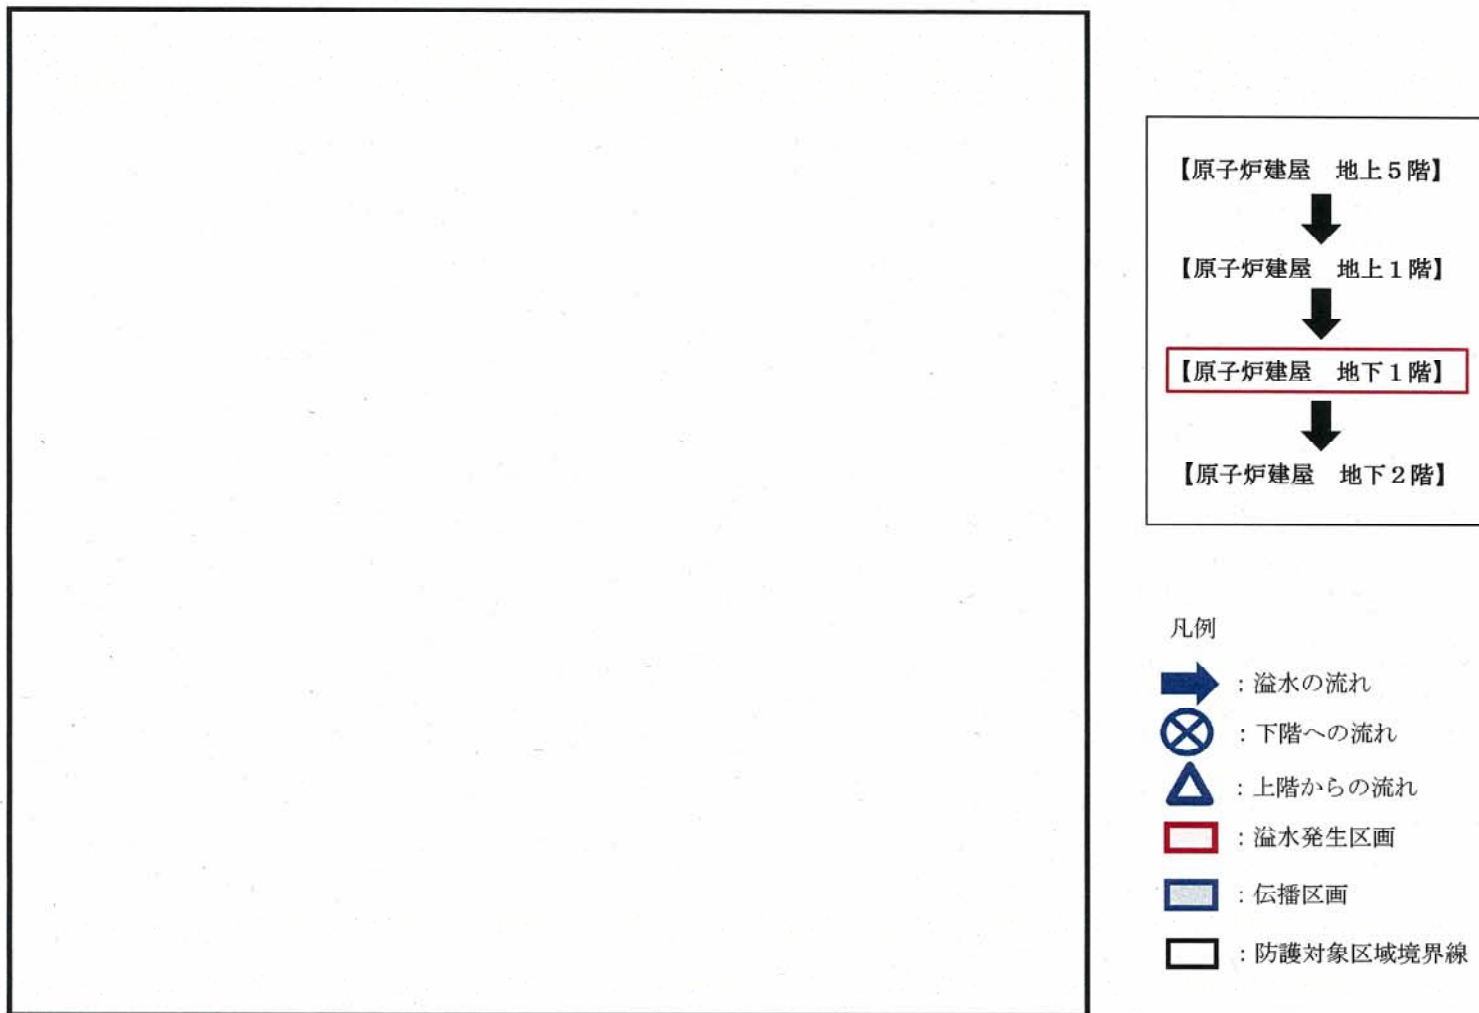 【原子炉建屋　地上５階】
【原子炉建屋　地上１階】
【原子炉建屋　地下１階】
【原子炉建屋　地下２階】
凡例
：溢水の流れ
：下階への流れ
：上階からの流れ
：溢水発生区画
：伝播区画
：防護対象区域境界線